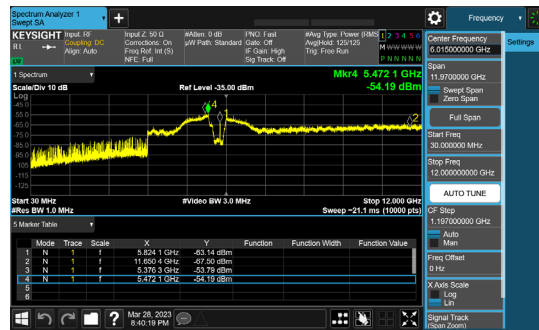 Spectrum Analyzer 1
Swept SA
+
Frequency
KEYSIGHT Input: RF Input Z: 50 Ω #Atten: 0 dB PNO: Fast #Avg Type: Power (RMS 1 2 3 4 5 6
RL Coupling: DC Corrections: On µW Path: Standard Gate: Off Avg|Hold: 125/125 M W W W W W
Align: Auto Freq Ref: Int (S) IF Gain: High Trig: Free Run
LV NFE: Full Sig Track: Off P N N N N N
Center Frequency
6.015000000 GHz
Settings
1 Spectrum
Mkr4 5.472 1 GHz
Scale/Div 10 dB Ref Level -35.00 dBm -54.19 dBm
Log
-45.0
-55.0
-65.0
-75.0
-85.0
-95.0
-105
-115
-125
4
2
Start 30 MHz #Video BW 3.0 MHz Stop 12.000 GHz
#Res BW 1.0 MHz Sweep ~21.1 ms (10000 pts)
Span
11.9700000 GHz
Swept Span
Zero Span
Full Span
Start Freq
30.000000 MHz
Stop Freq
12.000000000 GHz
AUTO TUNE
CF Step
1.197000000 GHz
Auto
Man
Freq Offset
0 Hz
X Axis Scale
Log
Lin
Signal Track
(Span Zoom)
5 Marker Table
Mode Trace Scale X Y Function Function Width Function Value
1 N 1 f 5.824 1 GHz -63.14 dBm
2 N 1 f 11.650 4 GHz -67.50 dBm
3 N 1 f 5.376 3 GHz -53.79 dBm
4 N 1 f 5.472 1 GHz -54.19 dBm
5
6
? Mar 28, 2023
8:40:19 PM